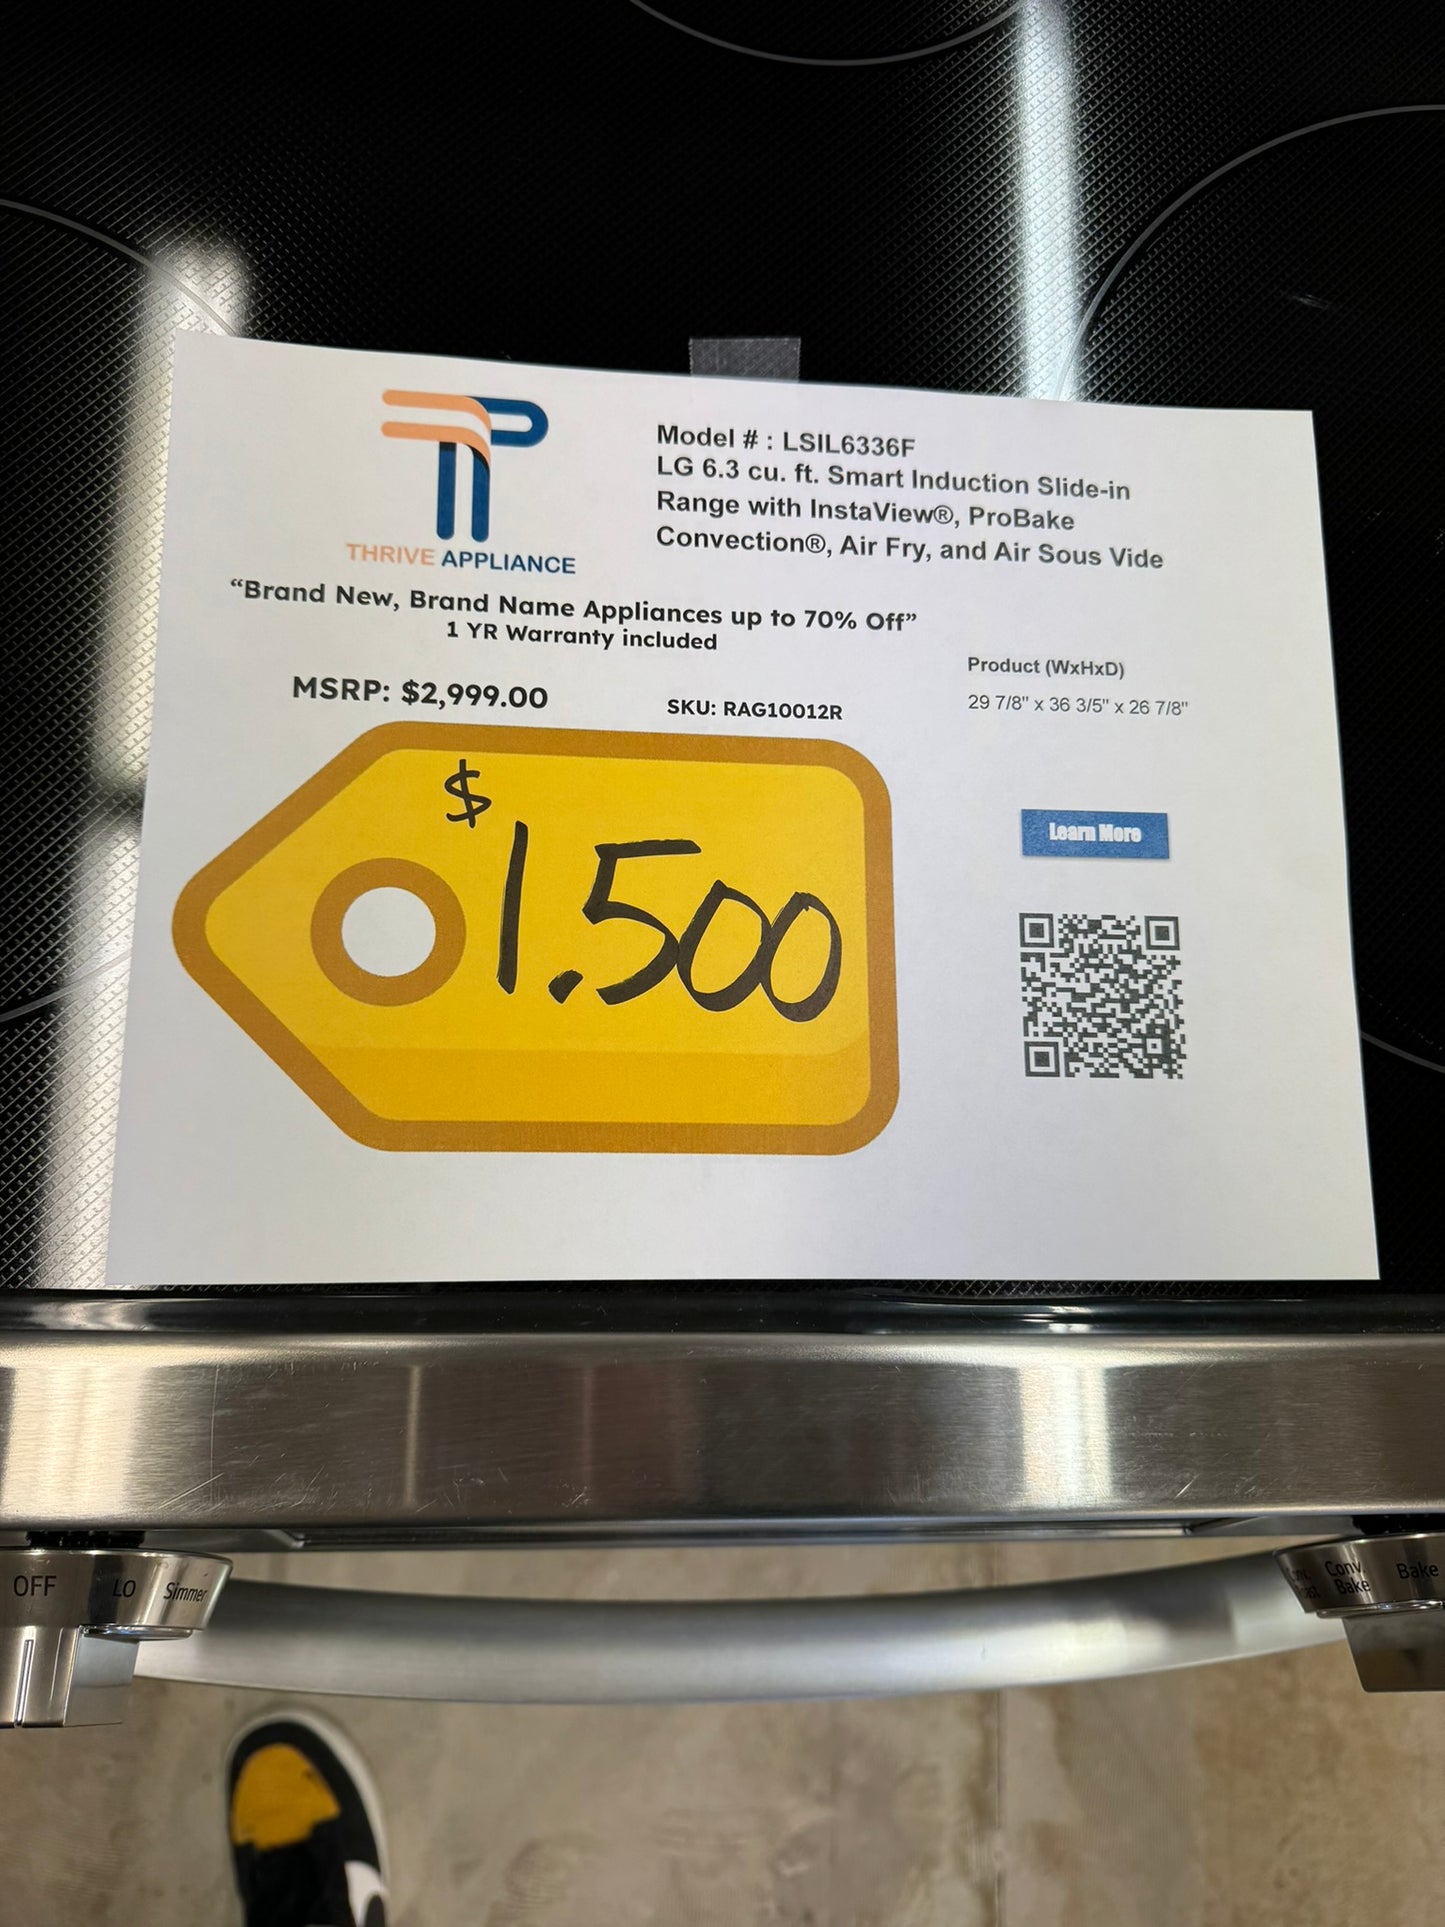 THRIVE APPLIANCE
Model # : LSIL6336F
LG 6.3 cu. ft. Smart Induction Slide-in
Range with InstaView®, ProBake
Convection®, Air Fry, and Air Sous Vide
“Brand New, Brand Name Appliances up to 70% Off”
1 YR Warranty included
MSRP: $2,999.00
SKU: RAG10012R
Product (WxHxD)
29 7/8" x 36 3/5" x 26 7/8"
$1.500
Learn More
OFF LO Simmer
Conv. Bake Bake